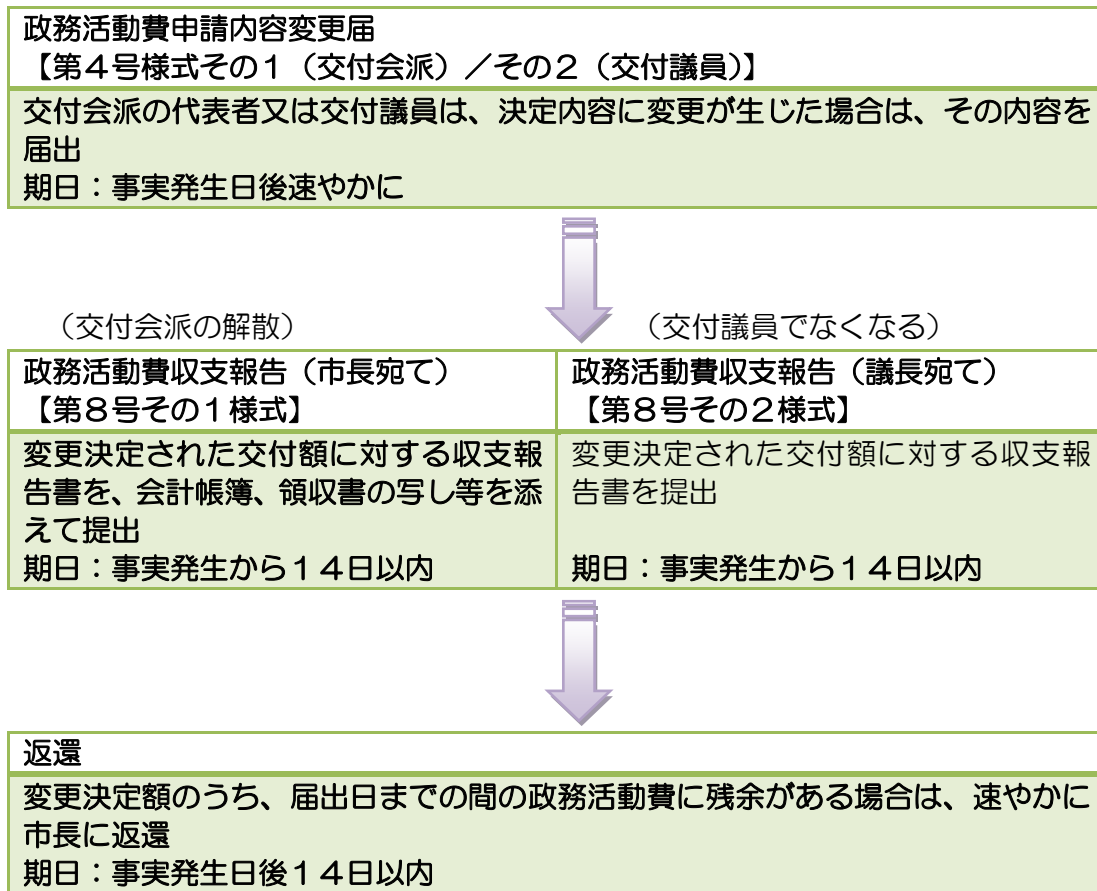 政務活動費申請内容変更届
【第４号様式その１（交付会派）／その２（交付議員）】
交付会派の代表者又は交付議員は、決定内容に変更が生じた場合は、その内容を
届出
期日：事実発生日後速やかに
（交付会派の解散）
（交付議員でなくなる）
政務活動費収支報告（市長宛て）
【第８号その１様式】
変更決定された交付額に対する収支報
告書を、会計帳簿、領収書の写し等を添
えて提出
期日：事実発生から１４日以内
政務活動費収支報告（議長宛て）
【第８号その２様式】
変更決定された交付額に対する収支報
告書を提出
期日：事実発生から１４日以内
返還
変更決定額のうち、届出日までの間の政務活動費に残余がある場合は、速やかに
市長に返還
期日：事実発生日後１４日以内